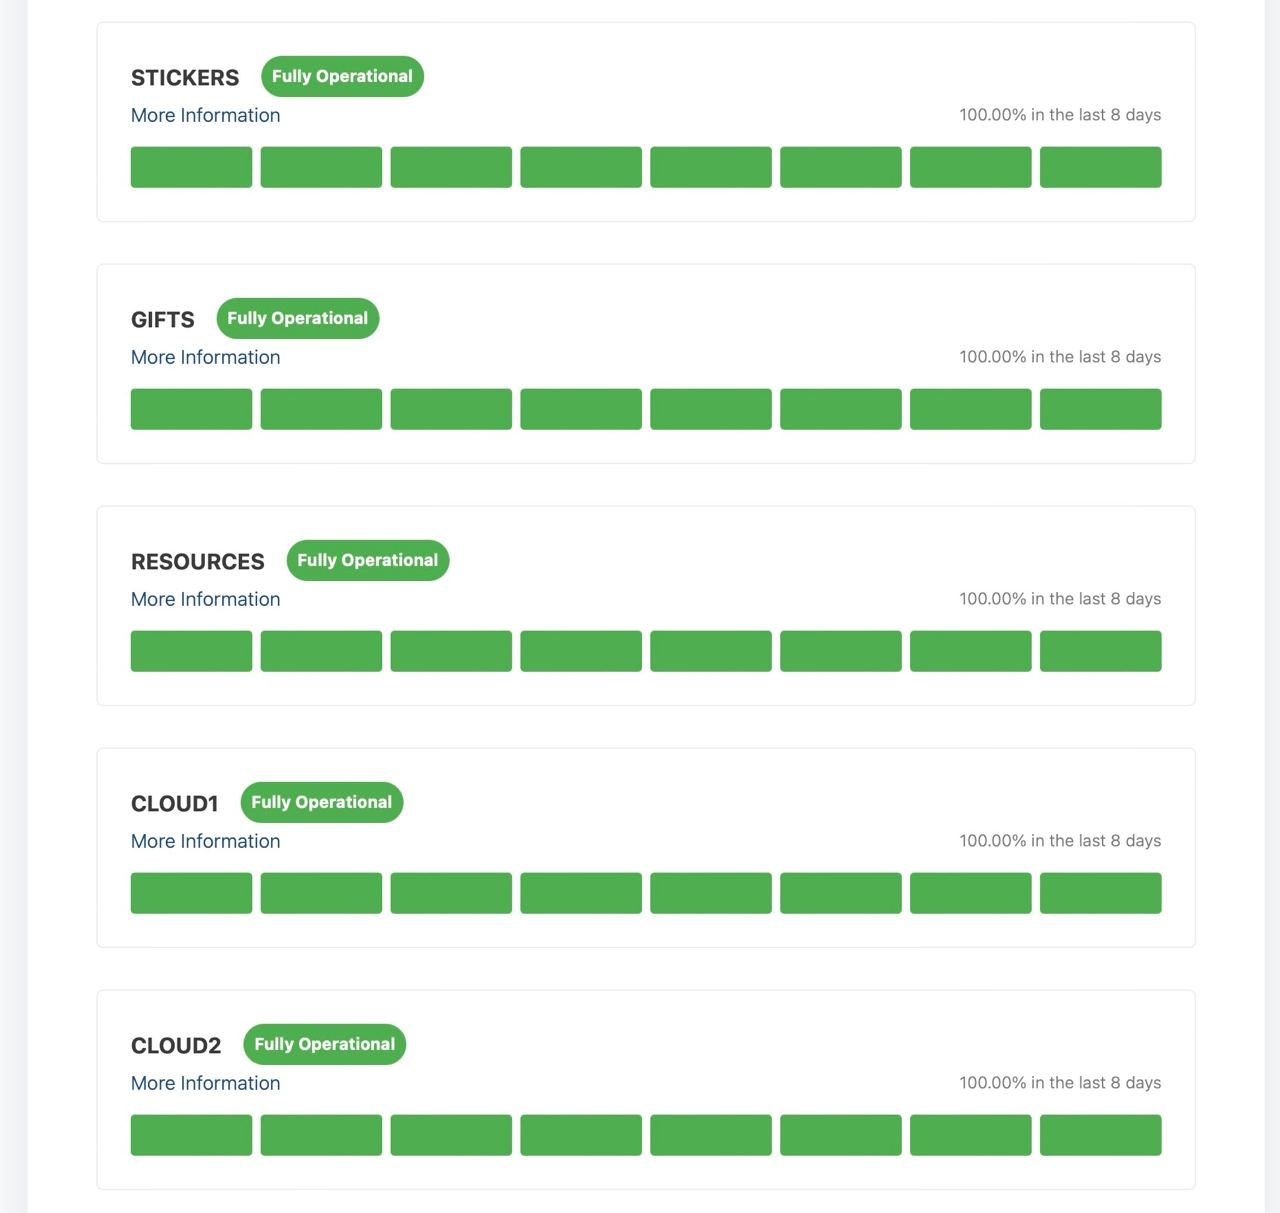 STICKERS Fully Operational
More Information 100.00% in the last 8 days
GIFTS Fully Operational
More Information 100.00% in the last 8 days
RESOURCES Fully Operational
More Information 100.00% in the last 8 days
CLOUD1 Fully Operational
More Information 100.00% in the last 8 days
CLOUD2 Fully Operational
More Information 100.00% in the last 8 days